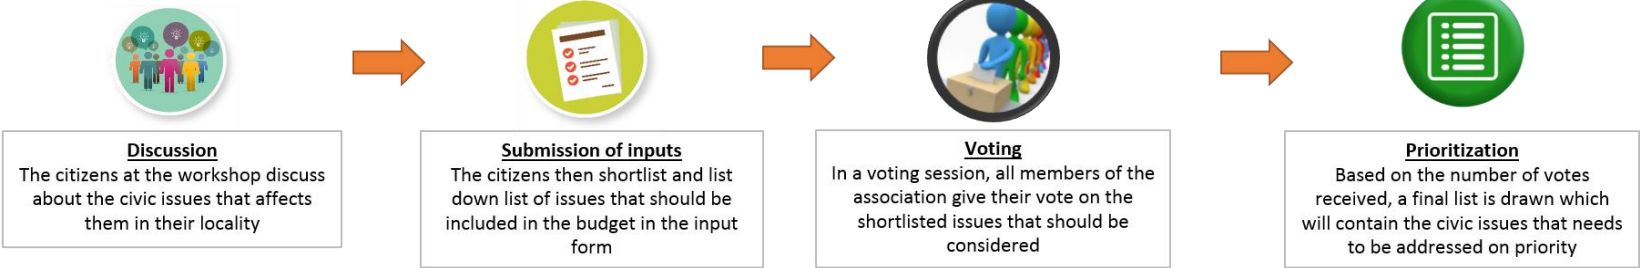 Discussion
The citizens at the workshop discuss
about the civic issues that affects
them in their locality
Submission of inputs
The citizens then shortlist and list
down list of issues that should be
included in the budget in the input
form
Voting
In a voting session, all members of the
association give their vote on the
shortlisted issues that should be
considered
Prioritization
Based on the number of votes
received, a final list is drawn which
will contain the civic issues that needs
to be addressed on priority